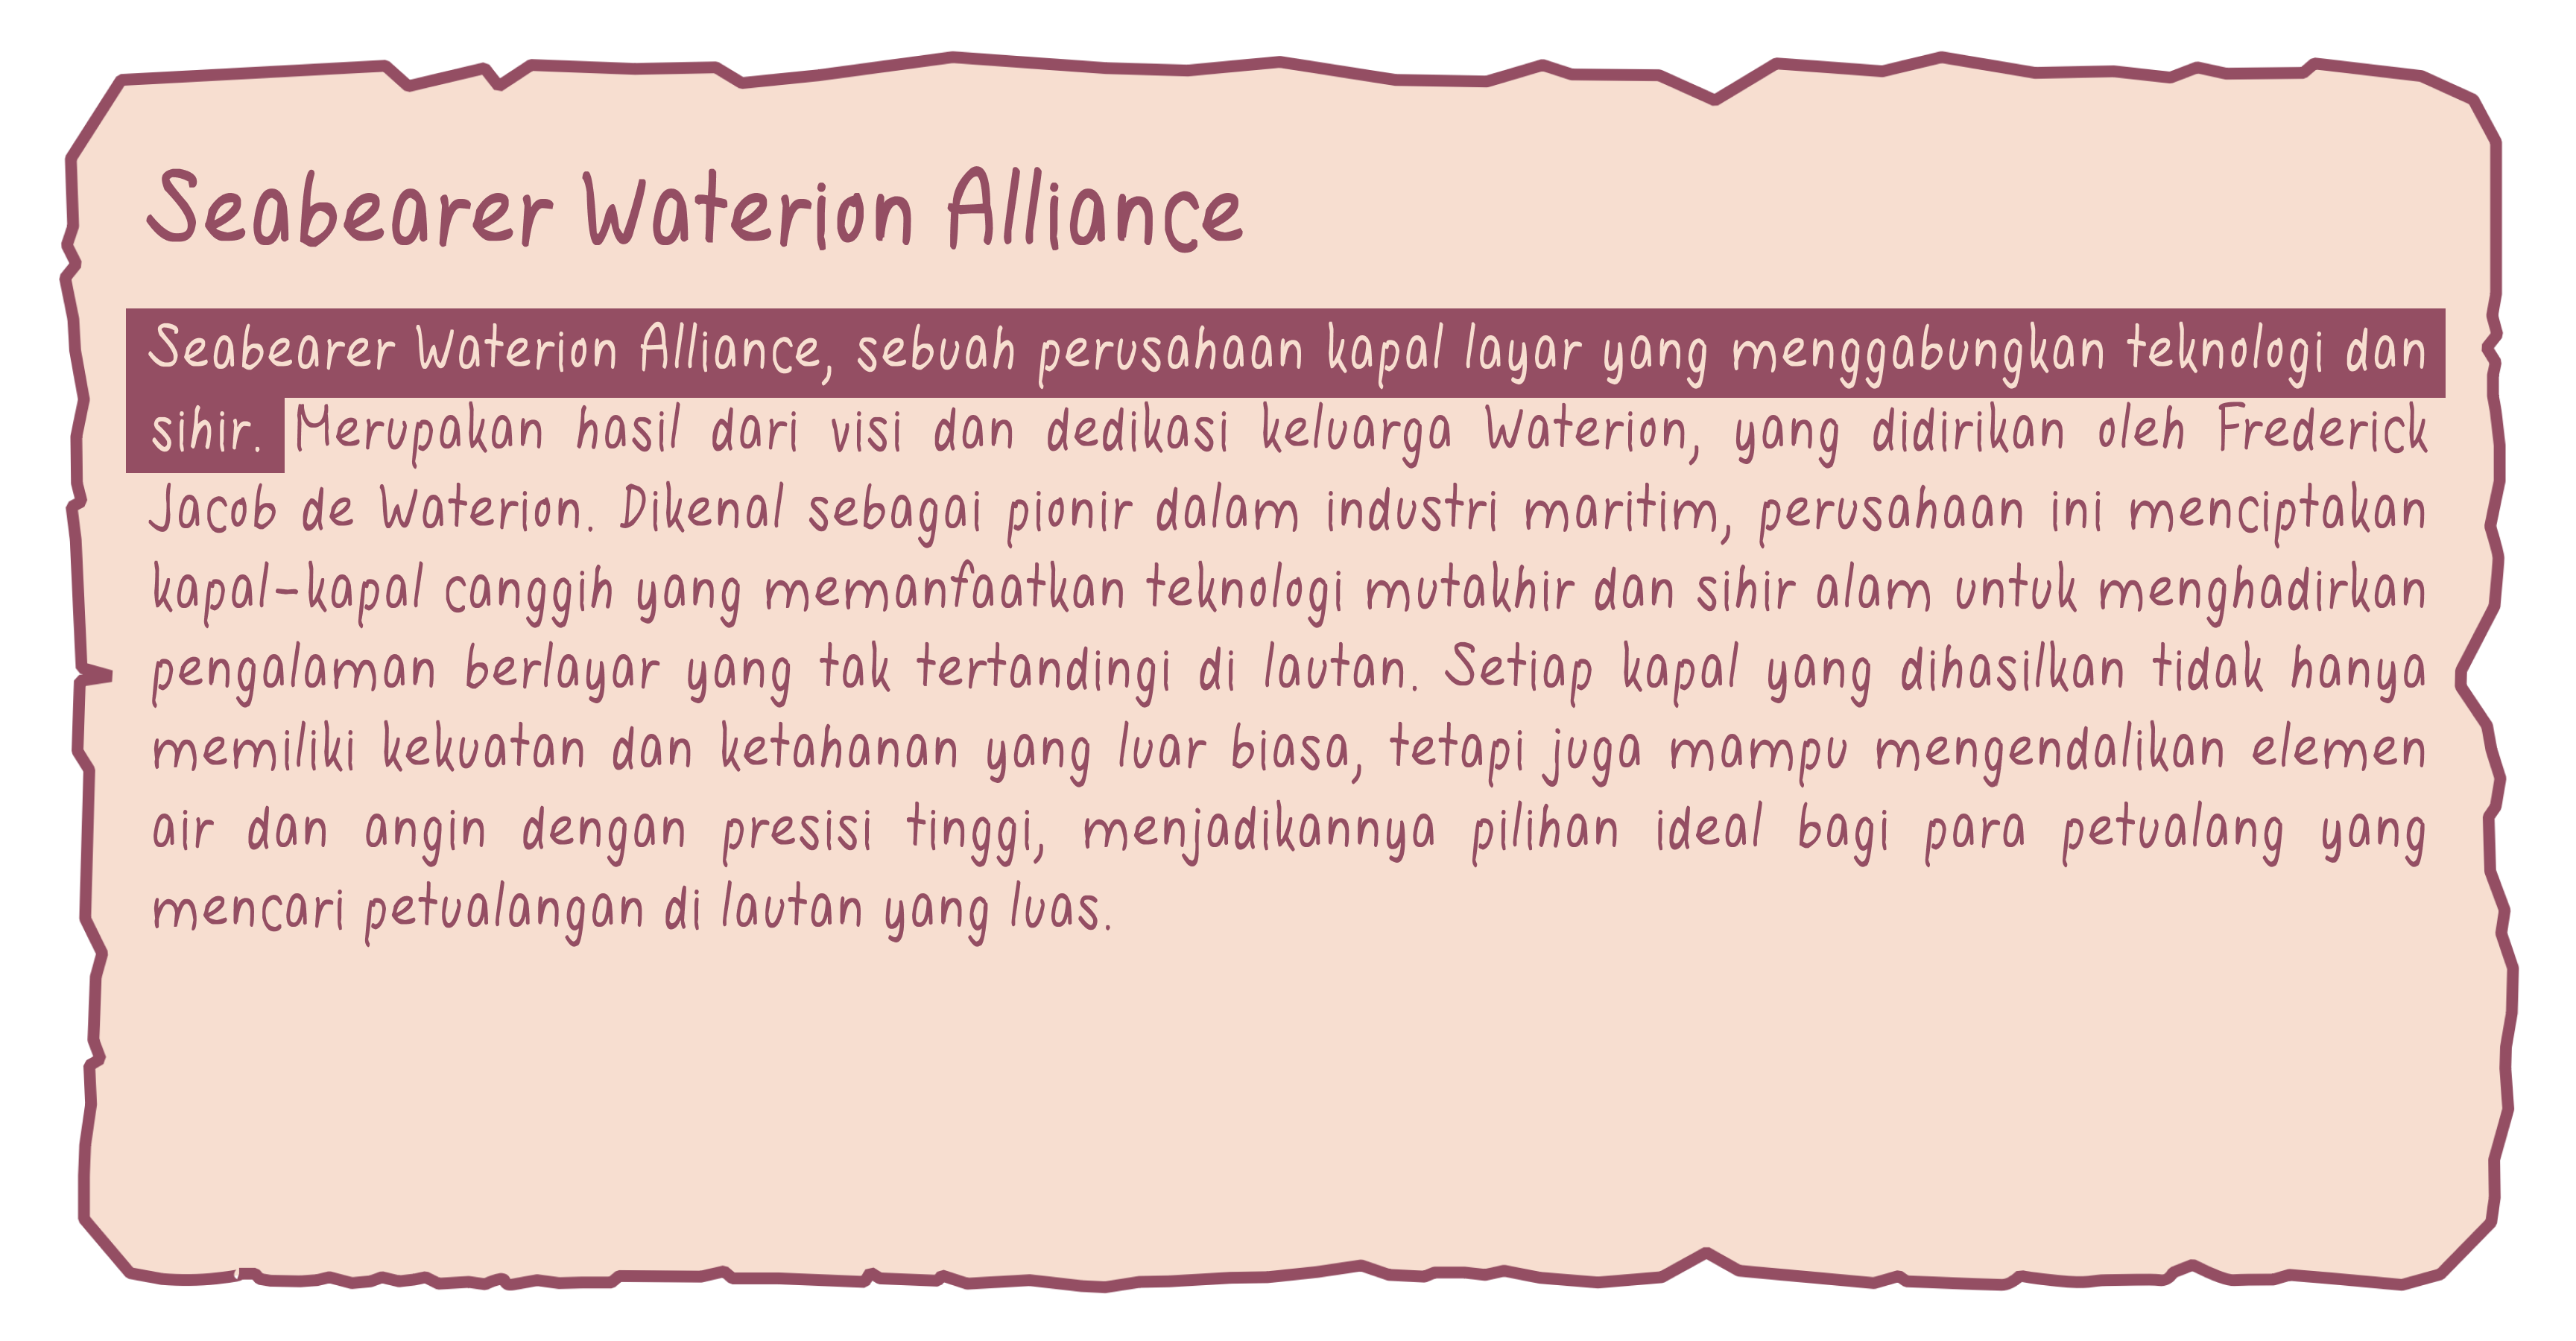 Seabearer Waterion Alliance
Seabearer Waterion Alliance, sebuah perusahaan kapal layar yang menggabungkan teknologi dan
sihir. Merupakan hasil dari visi dan dedikasi keluarga Waterion, yang didirikan oleh Frederick
Jacob de Waterion. Dikenal sebagai pionir dalam industri maritim, perusahaan ini menciptakan
kapal-kapal canggih yang memanfaatkan teknologi mutakhir dan sihir alam untuk menghadirkan
pengalaman berlayar yang tak tertandingi di lautan. Setiap kapal yang dihasilkan tidak hanya
memiliki kekuatan dan ketahanan yang luar biasa, tetapi juga mampu mengendalikan elemen
air dan angin dengan presisi tinggi, menjadikannya pilihan ideal bagi para petualang yang
mencari petualangan di lautan yang luas.